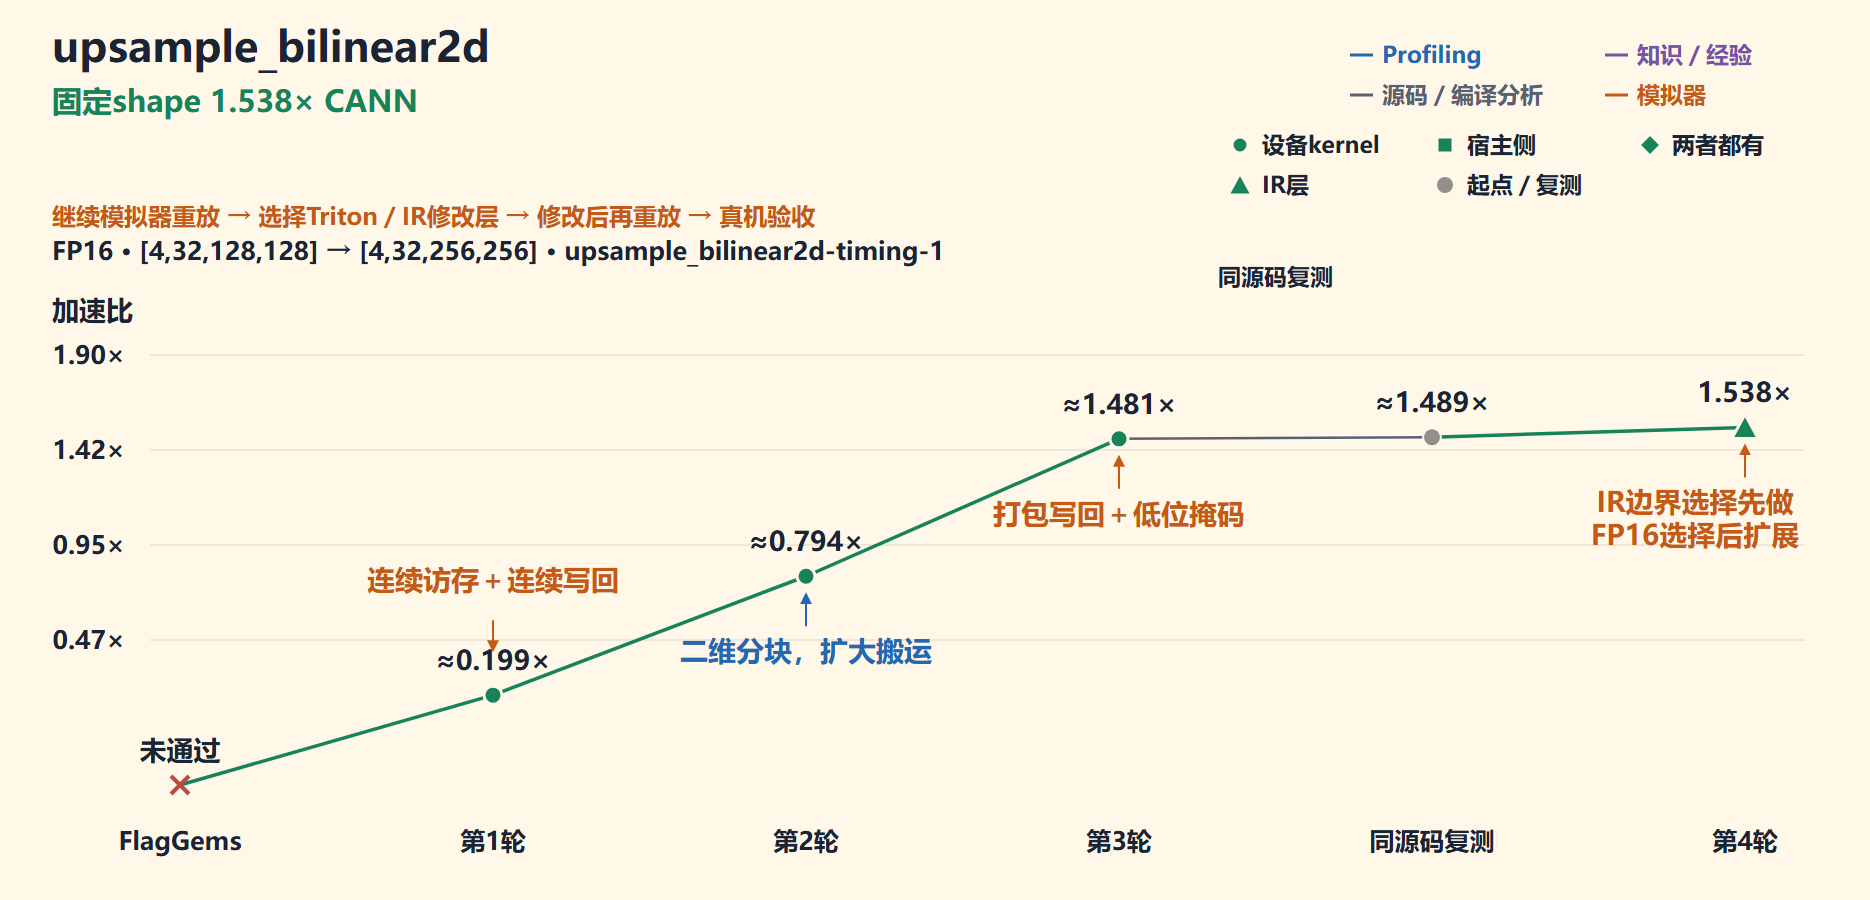 upsample_bilinear2d
固定shape 1.538× CANN
Profiling
知识 / 经验
源码 / 编译分析
模拟器
设备kernel
宿主侧
两者都有
IR层
起点 / 复测
继续模拟器重放 → 选择Triton / IR修改层 → 修改后再重放 → 真机验收
FP16 • [4,32,128,128] → [4,32,256,256] • upsample_bilinear2d-timing-1
同源码复测
加速比
1.90×
1.42×
0.95×
0.47×
未通过
连续访存 + 连续写回
≈0.199×
≈0.794×
二维分块，扩大搬运
≈1.481×
打包写回 + 低位掩码
≈1.489×
1.538×
IR边界选择先做
FP16选择后扩展
FlagGems
第1轮
第2轮
第3轮
同源码复测
第4轮